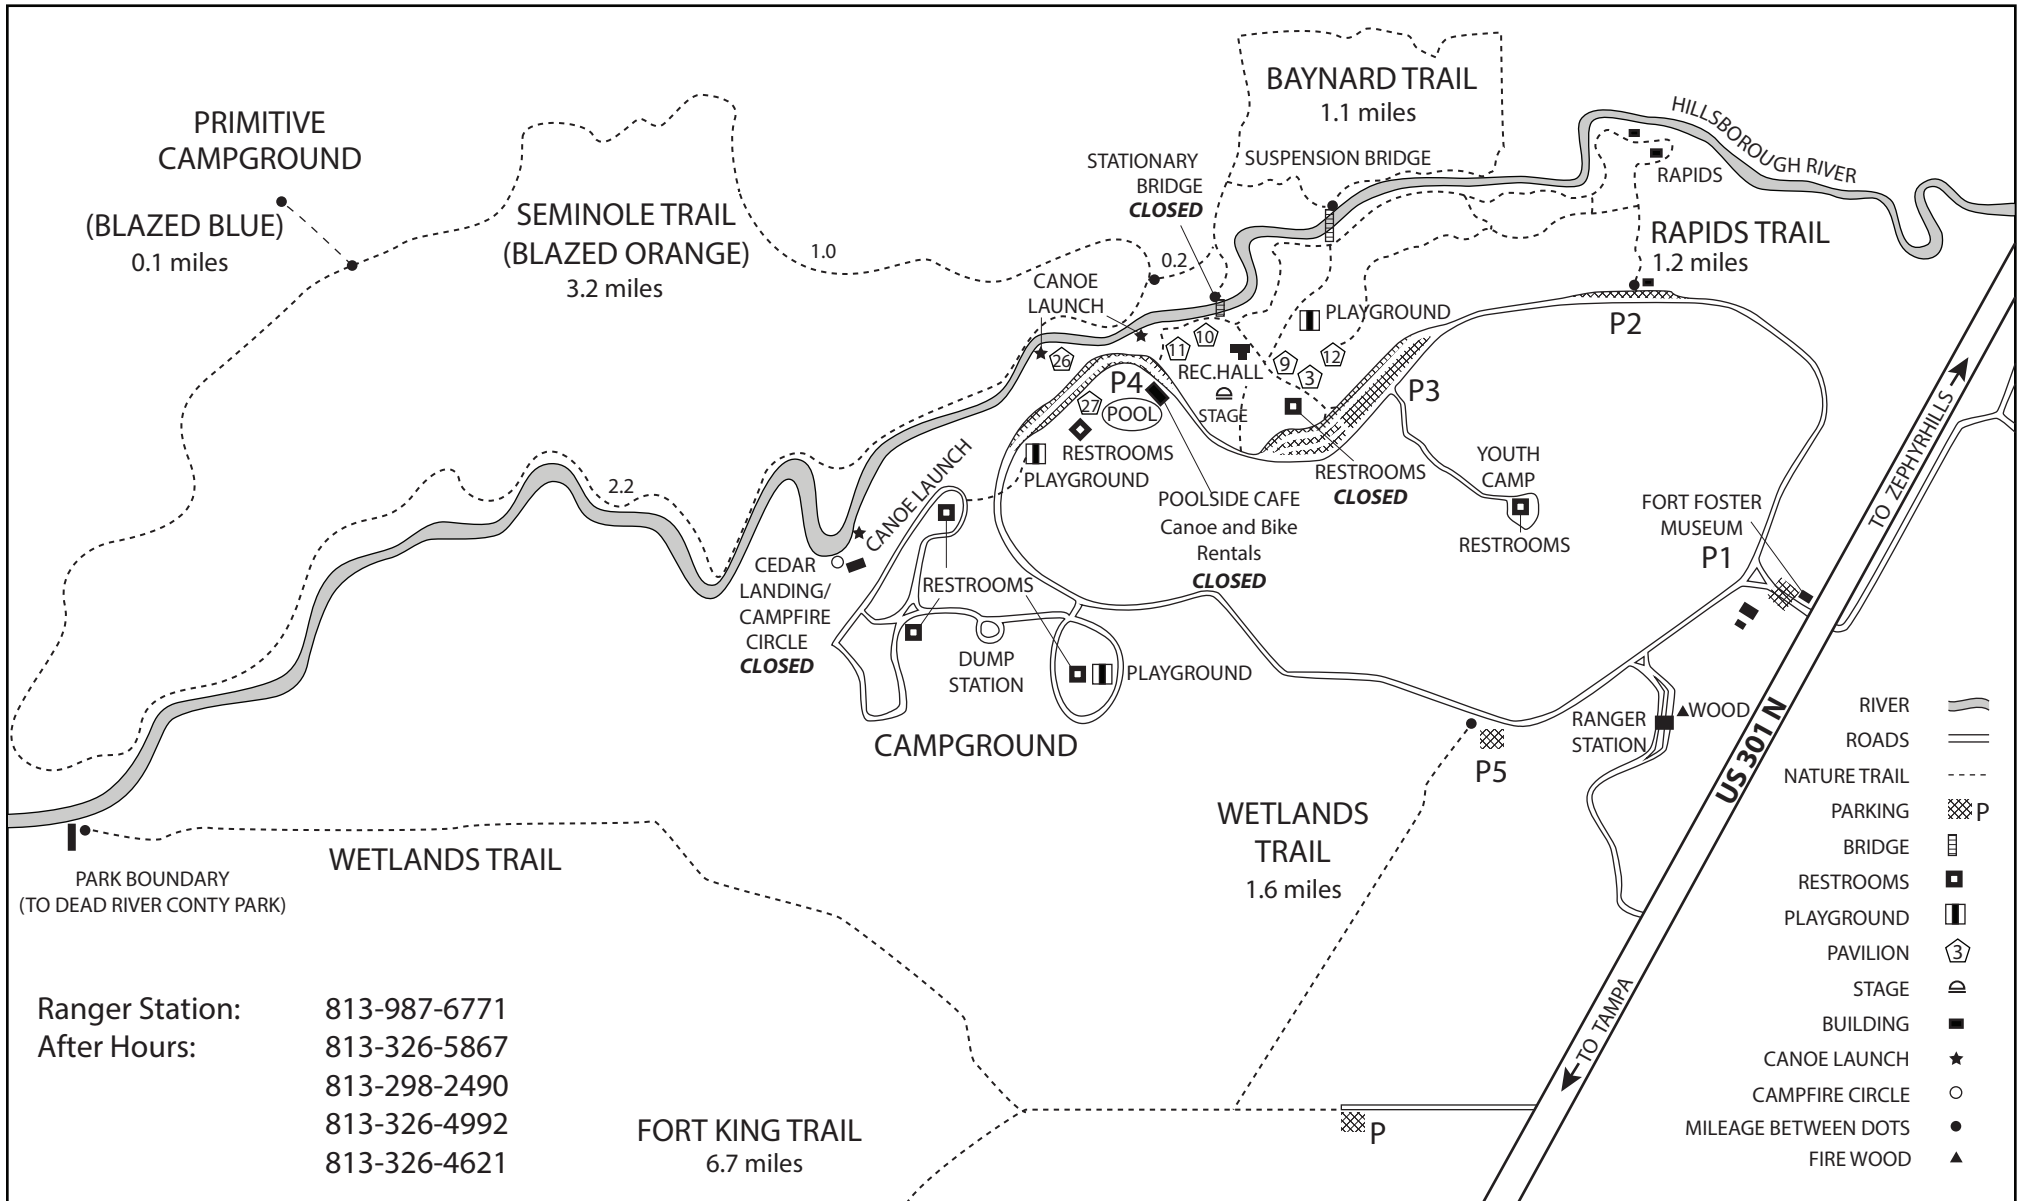 BAYNARD TRAIL
1.1 miles
HILLSBOROUGH RIVER
PRIMITIVE
CAMPGROUND
(BLAZED BLUE)
0.1 miles
SEMINOLE TRAIL
(BLAZED ORANGE)
3.2 miles
1.0
0.2
STATIONARY
BRIDGE
CLOSED
SUSPENSION BRIDGE
RAPIDS
RAPIDS TRAIL
1.2 miles
CANOE
LAUNCH
PLAYGROUND
P2
10
11
26
9
12
3
REC.HALL
P4
27
POOL
STAGE
P3
RESTROOMS
PLAYGROUND
2.2
CANOE LAUNCH
POOLSIDE CAFE
Canoe and Bike
Rentals
CLOSED
RESTROOMS
CLOSED
YOUTH
CAMP
RESTROOMS
FORT FOSTER
MUSEUM
P1
TO ZEPHYRHILLS
CEDAR
LANDING/
CAMPFIRE
CIRCLE
CLOSED
RESTROOMS
DUMP
STATION
PLAYGROUND
CAMPGROUND
RANGER
STATION
WOOD
P5
US 301 N
TO TAMPA
WETLANDS
TRAIL
1.6 miles
WETLANDS TRAIL
PARK BOUNDARY
(TO DEAD RIVER CONTY PARK)
Ranger Station: 813-987-6771
After Hours: 813-326-5867
813-298-2490
813-326-4992
813-326-4621
FORT KING TRAIL
6.7 miles
P
RIVER
ROADS
NATURE TRAIL
PARKING P
BRIDGE
RESTROOMS
PLAYGROUND
PAVILION 3
STAGE
BUILDING
CANOE LAUNCH
CAMPFIRE CIRCLE
MILEAGE BETWEEN DOTS
FIRE WOOD